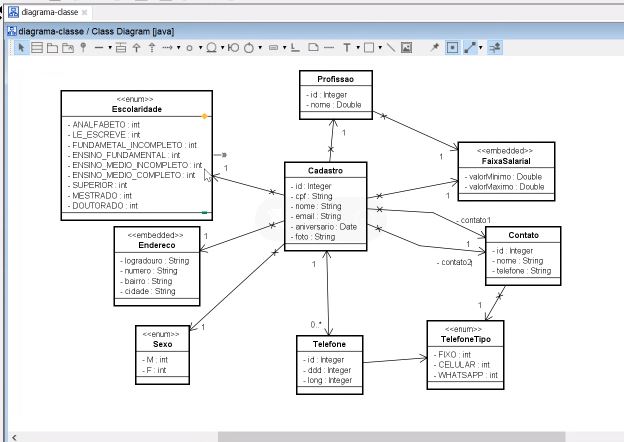 diagrama-classe
diagrama-classe / Class Diagram [java]
Profissao
- id : Integer
- nome : Double
<<enum>>
Escolaridade
- ANALFABETO : int
- LE_ESCREVE : int
- FUNDAMETAL_INCOMPLETO : int
- ENSINO_FUNDAMENTAL : int
- ENSINO_MEDIO_INCOMPLETO : int
- ENSINO_MEDIO_COMPLETO : int
- SUPERIOR : int
- MESTRADO : int
- DOUTORADO : int
1
1
1
<<embedded>>
FaixaSalarial
- valorMInimo : Double
- valorMaximo : Double
1
Cadastro
- id : Integer
- cpf : String
- nome : String
- email : String
- aniversario : Date
- foto : String
- contato1
1
- contato2
1
Contato
- id : Integer
- nome : String
- telefone : String
<<embedded>>
Endereco
- logradouro : String
- numero : String
- bairro : String
- cidade : String
1
1
1
<<enum>>
Sexo
- M : int
- F : int
1
0..*
Telefone
- id : Integer
- ddd : Integer
- long : Integer
<<enum>>
TelefoneTipo
- FIXO : int
- CELULAR : int
- WHATSAPP : int